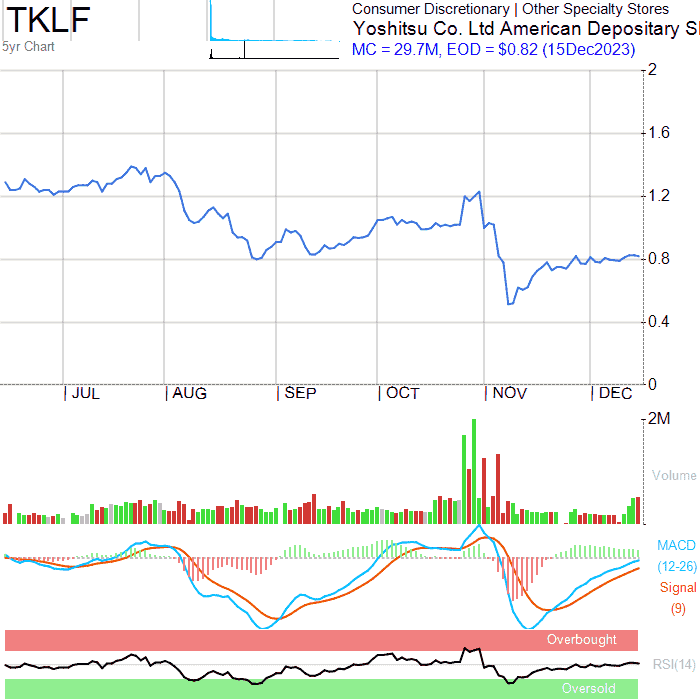 TKLF
5yr Chart
Consumer Discretionary | Other Specialty Stores
Yoshitsu Co. Ltd American Depositary
MC = 29.7M, EOD = $0.82 (15Dec2023)
2
1.6
1.2
0.8
0.4
0
JUL AUG SEP OCT NOV DEC
2M
Volume
MACD
(12-26)
Signal
(9)
Overbought
RSI(14)
Oversold